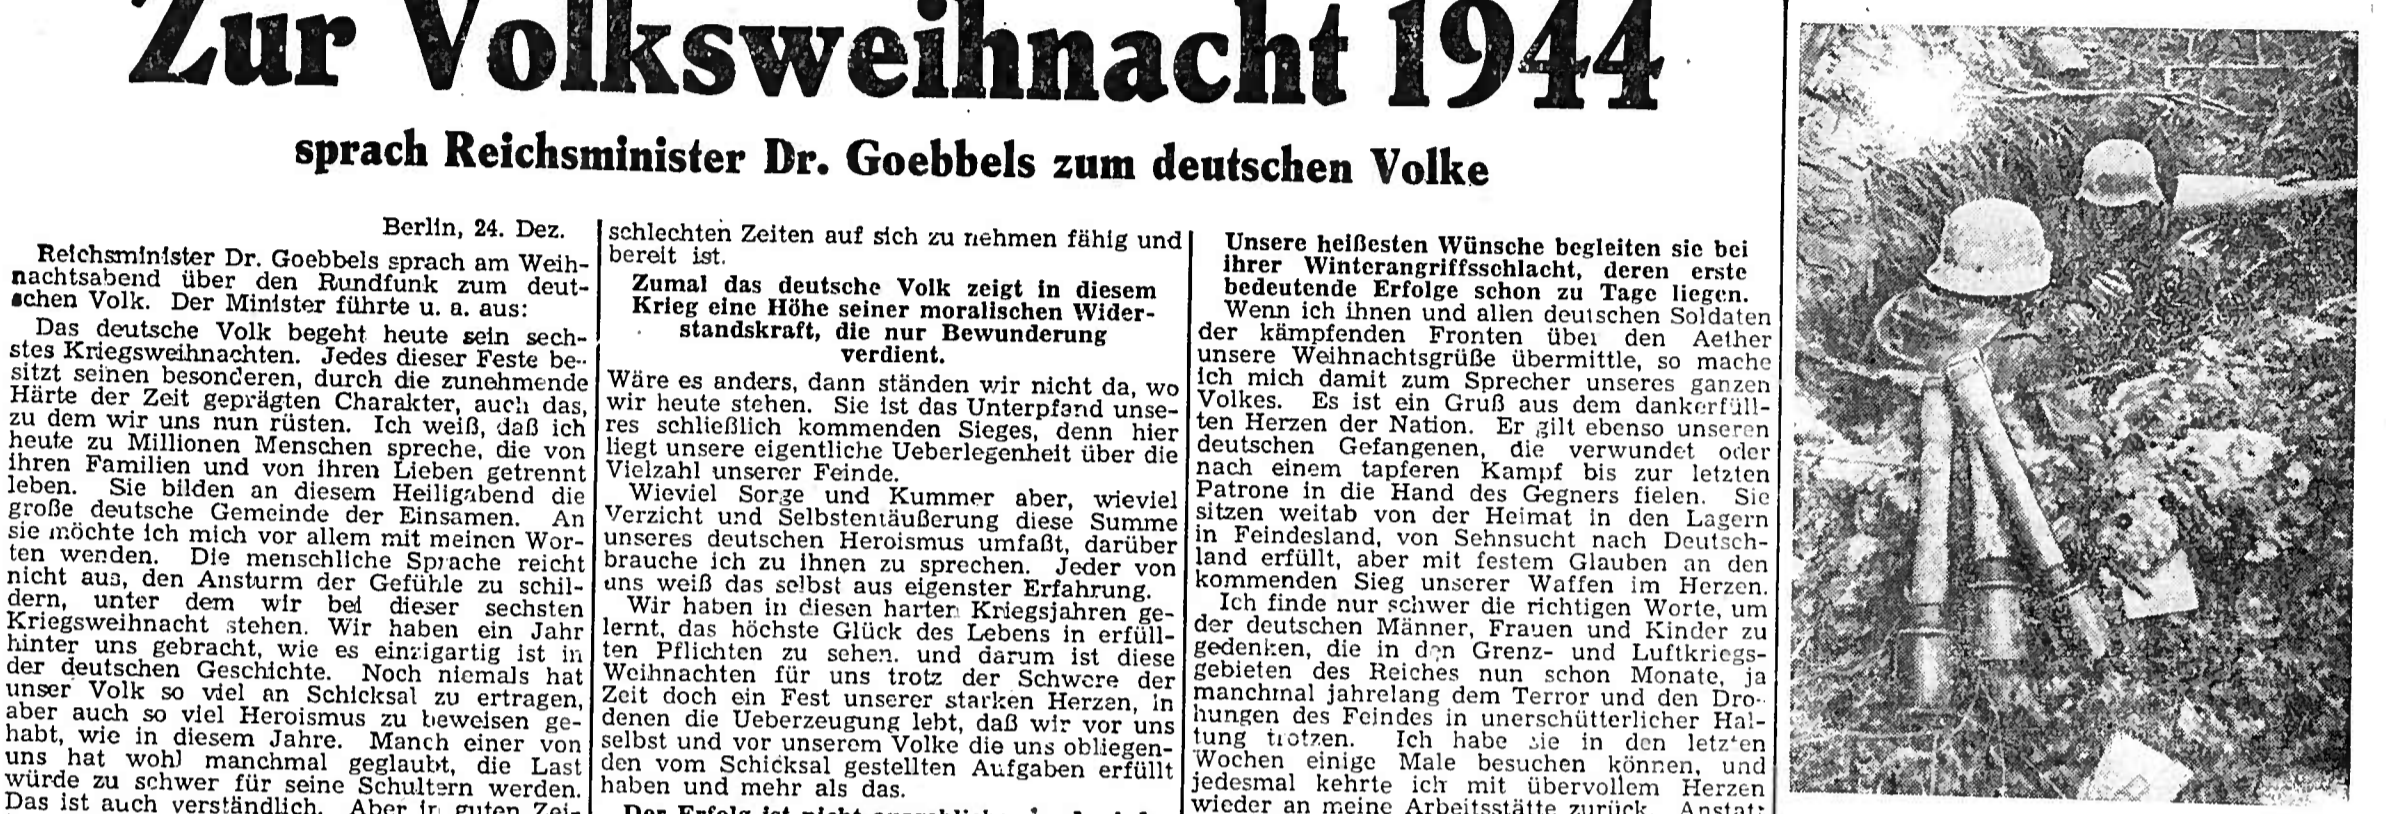 Zur Volksweihnacht 1944
sprach Reichsminister Dr. Goebbels zum deutschen Volke
Berlin, 24. Dez.
Reichsminister Dr. Goebbels sprach am Weih-
nachtsabend über den Rundfunk zum deut-
schen Volk. Der Minister führte u. a. aus:
Das deutsche Volk begeht heute sein sech-
stes Kriegsweihnachten. Jedes dieser Feste be-
sitzt seinen besonderen, durch die zunehmende
Härte der Zeit geprägten Charakter, auch das,
zu dem wir uns nun rüsten. Ich weiß, daß ich
heute zu Millionen Menschen spreche, die von
ihren Familien und von ihren Lieben getrennt
leben. Sie bilden an diesem Heiligabend die
große deutsche Gemeinde der Einsamen. An
sie möchte ich mich vor allem mit meinen Wor-
ten wenden. Die menschliche Sprache reicht
nicht aus, den Ansturm der Gefühle zu schil-
dern, unter dem wir bei dieser sechsten
Kriegsweihnacht stehen. Wir haben ein Jahr
hinter uns gebracht, wie es einzigartig ist in
der deutschen Geschichte. Noch niemals hat
unser Volk so viel an Schicksal zu ertragen,
aber auch so viel Heroismus zu beweisen ge-
habt, wie in diesem Jahre. Manch einer von
uns hat wohl manchmal geglaubt, die Last
würde zu schwer für seine Schultern werden.
Das ist auch verständlich. Aber in guten Zei-
schlechten Zeiten auf sich zu nehmen fähig und
bereit ist.
Zumal das deutsche Volk zeigt in diesem
Krieg eine Höhe seiner moralischen Wider-
standskraft, die nur Bewunderung
verdient.
Wäre es anders, dann ständen wir nicht da, wo
wir heute stehen. Sie ist das Unterpfand unse-
res schließlich kommenden Sieges, denn hier
liegt unsere eigentliche Ueberlegenheit über die
Vielzahl unserer Feinde.
Wieviel Sorge und Kummer aber, wieviel
Verzicht und Selbstentäußerung diese Summe
unseres deutschen Heroismus umfaßt, darüber
brauche ich zu ihnen zu sprechen. Jeder von
uns weiß das selbst aus eigenster Erfahrung.
Wir haben in diesen harten Kriegsjahren ge-
lernt, das höchste Glück des Lebens in erfüll-
ten Pflichten zu sehen, und darum ist diese
Weihnachten für uns trotz der Schwere der
Zeit doch ein Fest unserer starken Herzen, in
denen die Ueberzeugung lebt, daß wir vor uns
selbst und vor unserem Volke die uns obliegen-
den vom Schicksal gestellten Aufgaben erfüllt
haben und mehr als das.
Der Erfolg ist nicht
Unsere heißesten Wünsche begleiten sie bei
ihrer Winterangriffsschlacht, deren erste
bedeutende Erfolge schon zu Tage liegen.
Wenn ich ihnen und allen deutschen Soldaten
der kämpfenden Fronten über den Aether
unsere Weihnachtsgrüße übermittle, so mache
ich mich damit zum Sprecher unseres ganzen
Volkes. Es ist ein Gruß aus dem dankerfüll-
ten Herzen der Nation. Er gilt ebenso unseren
deutschen Gefangenen, die verwundet oder
nach einem tapferen Kampf bis zur letzten
Patrone in die Hand des Gegners fielen. Sie
sitzen weitab von der Heimat in den Lagern
in Feindesland, von Sehnsucht nach Deutsch-
land erfüllt, aber mit festem Glauben an den
kommenden Sieg unserer Waffen im Herzen.
Ich finde nur schwer die richtigen Worte, um
der deutschen Männer, Frauen und Kinder zu
gedenken, die in den Grenz- und Luftkriegs-
gebieten des Reiches nun schon Monate, ja
manchmal jahrelang dem Terror und den Dro-
hungen des Feindes in unerschütterlicher Hal-
tung trotzen. Ich habe sie in den letzten
Wochen einige Male besuchen können, und
jedesmal kehrte ich mit übervollem Herzen
wieder an meine Arbeitsstätte zurück. Anstat